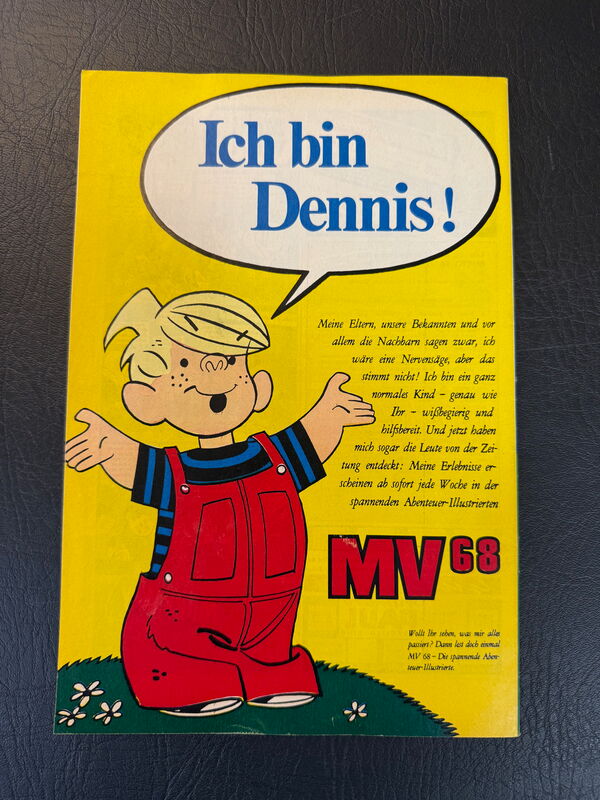 Ich bin
Dennis!
Meine Eltern, unsere Bekannten und vor
allem die Nachbarn sagen zwar, ich
wäre eine Nervensäge, aber das
stimmt nicht! Ich bin ein ganz
normales Kind – genau wie
Ihr – wißbegierig und
hilfsbereit. Und jetzt haben
mich sogar die Leute von der Zei-
tung entdeckt: Meine Erlebnisse er-
scheinen ab sofort jede Woche in der
spannenden Abenteuer-Illustrierten
MV 68
Wollt Ihr sehen, was mir alles
passiert? Dann lest doch einmal
MV 68 – Die spannende Aben-
teuer-Illustrierte.